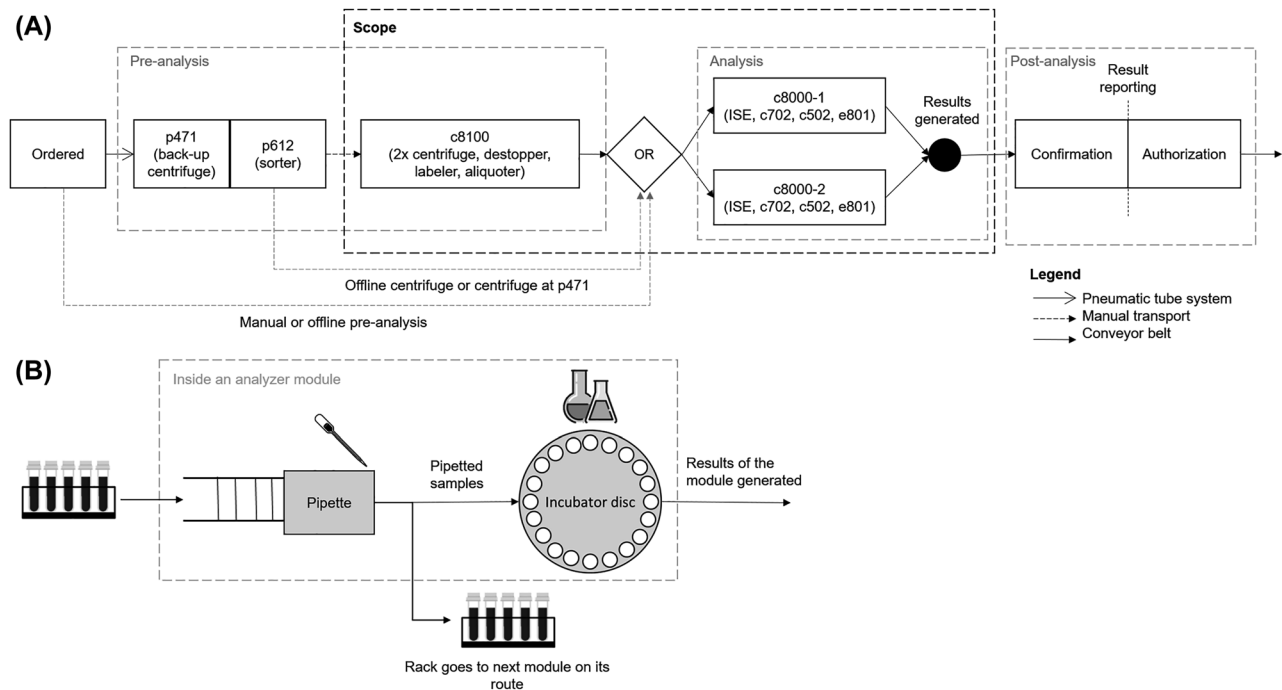 (A)
Scope
Pre-analysis
Analysis
Post-analysis
Result
reporting
Ordered
p471
(back-up
centrifuge)
p612
(sorter)
c8100
(2x centrifuge, destopper,
labeler, aliquoter)
OR
c8000-1
(ISE, c702, c502, e801)
c8000-2
(ISE, c702, c502, e801)
Results
generated
Confirmation
Authorization
Offline centrifuge or centrifuge at p471
Manual or offline pre-analysis
Legend
Pneumatic tube system
Manual transport
Conveyor belt
(B)
Inside an analyzer module
Pipette
Pipetted
samples
Incubator disc
Results of the
module generated
Rack goes to next module on its
route